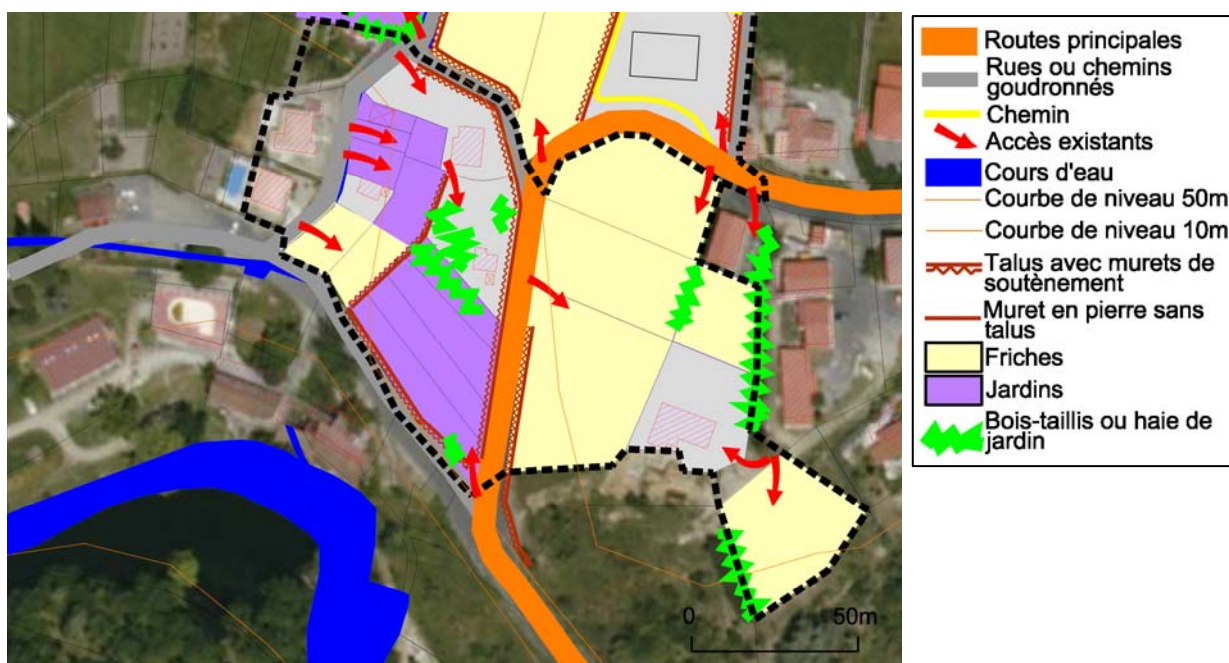 Routes principales
Rues ou chemins
goudronnés
Chemin
Accès existants
Cours d'eau
Courbe de niveau 50m
Courbe de niveau 10m
Talus avec murets de
soutènement
Muret en pierre sans
talus
Friches
Jardins
Bois-taillis ou haie de
jardin
0 50m